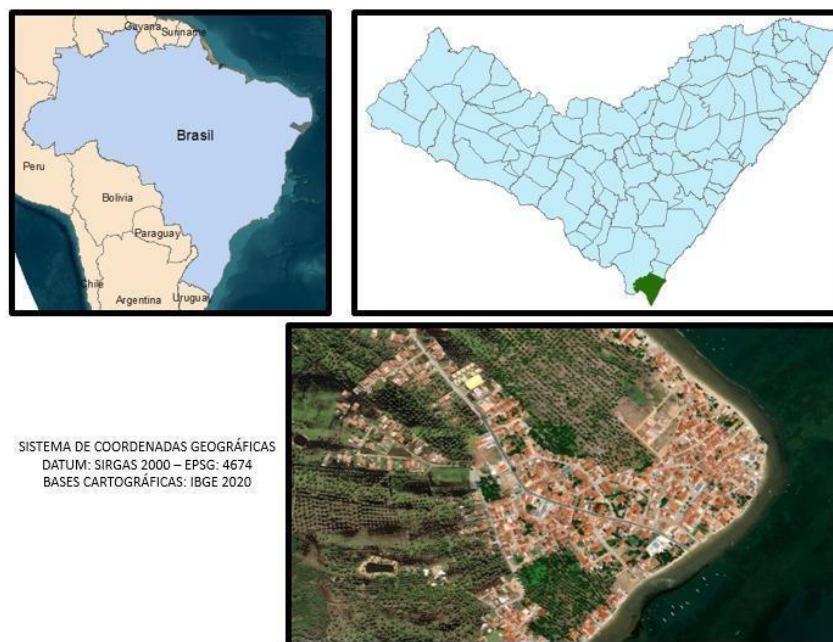 Guyana
Suriname
Brasil
Peru
Bolivia
Paraguay
Chile
Argentina
Uruguay
SISTEMA DE COORDENADAS GEOGRÁFICAS
DATUM: SIRGAS 2000 – EPSG: 4674
BASES CARTOGRÁFICAS: IBGE 2020